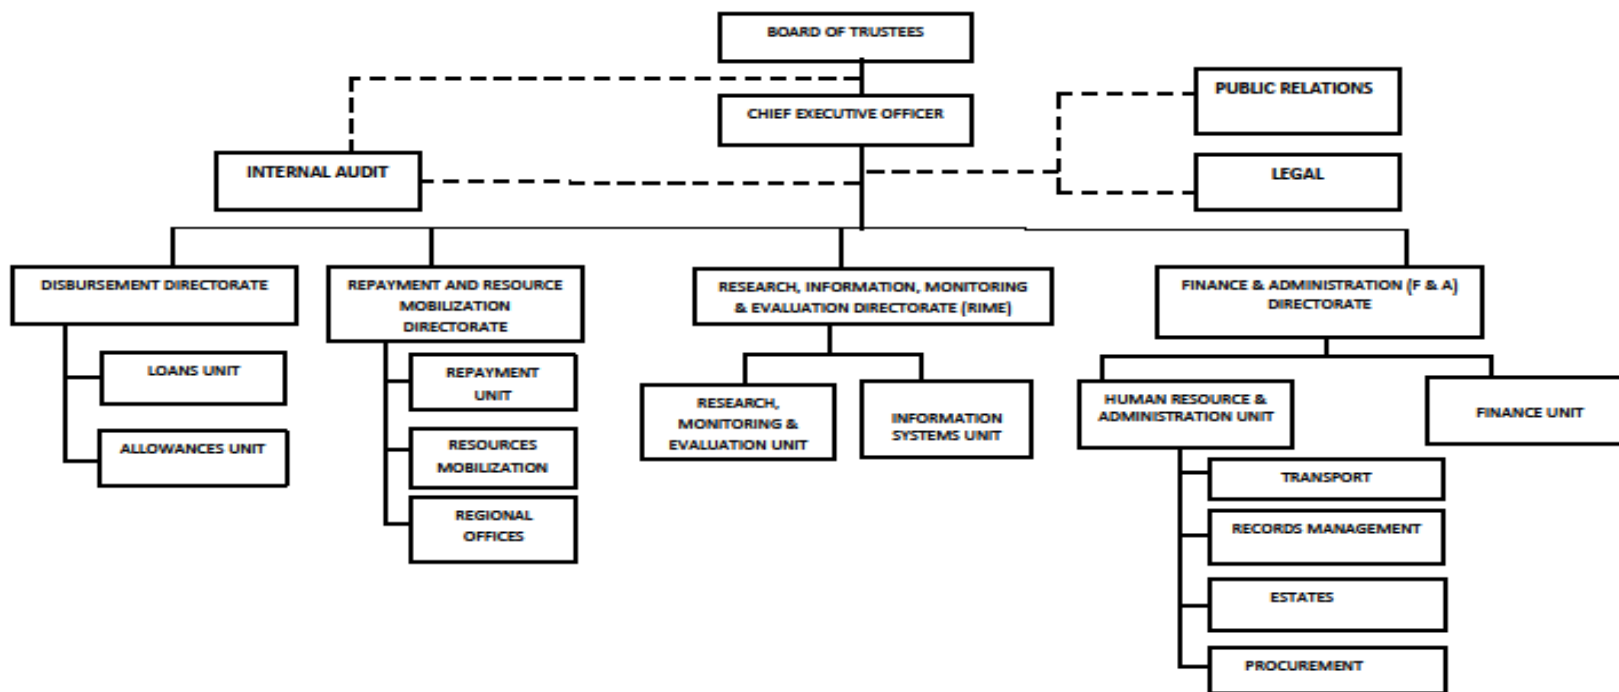 BOARD OF TRUSTEES
CHIEF EXECUTIVE OFFICER
PUBLIC RELATIONS
INTERNAL AUDIT
LEGAL
DISBURSEMENT DIRECTORATE
REPAYMENT AND RESOURCE
MOBILIZATION
DIRECTORATE
RESEARCH, INFORMATION, MONITORING
& EVALUATION DIRECTORATE (RIME)
FINANCE & ADMINISTRATION (F & A)
DIRECTORATE
LOANS UNIT
ALLOWANCES UNIT
REPAYMENT
UNIT
RESOURCES
MOBILIZATION
REGIONAL
OFFICES
RESEARCH,
MONITORING &
EVALUATION UNIT
INFORMATION
SYSTEMS UNIT
HUMAN RESOURCE &
ADMINISTRATION UNIT
FINANCE UNIT
TRANSPORT
RECORDS MANAGEMENT
ESTATES
PROCUREMENT